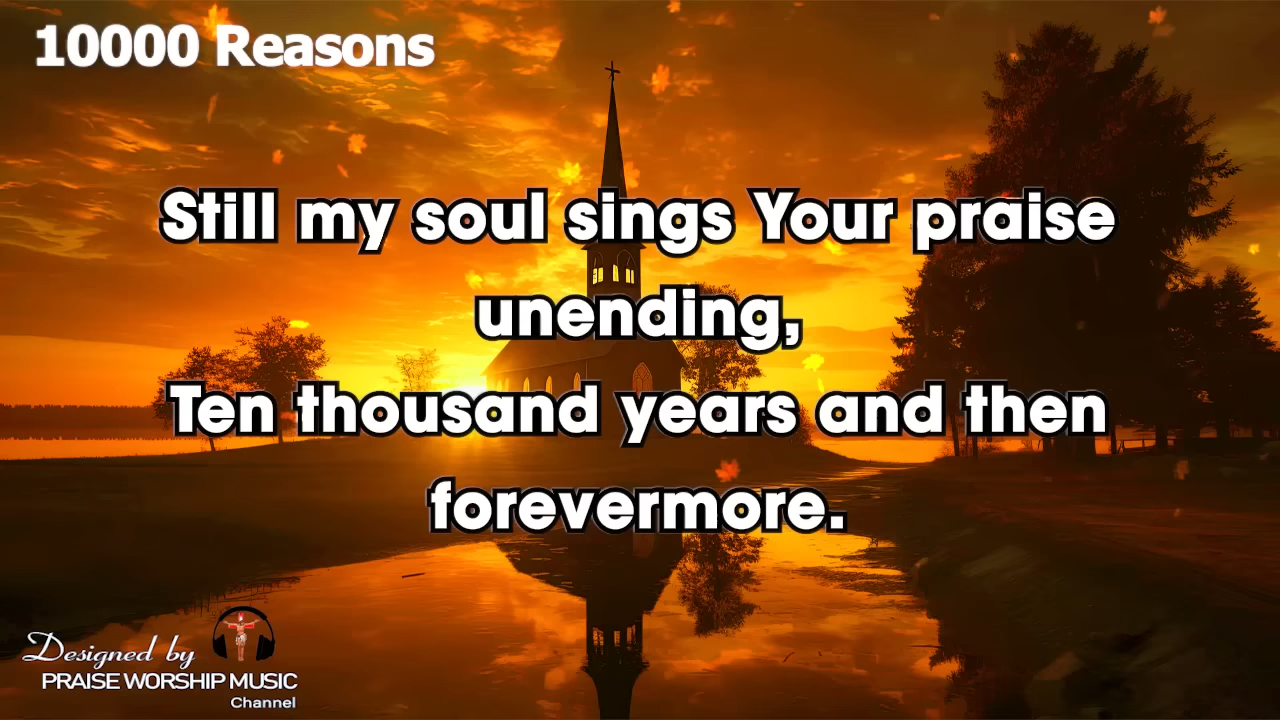 10000 Reasons
Still my soul sings Your praise
unending,
Ten thousand years and then
forevermore.
Designed by
PRAISE WORSHIP MUSIC
Channel